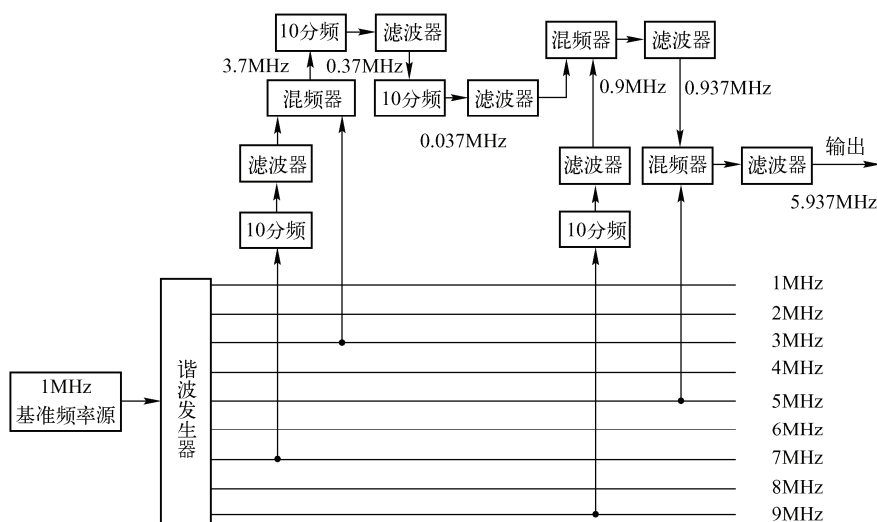 10分频
滤波器
混频器
滤波器
3.7MHz
0.37MHz
0.9MHz
0.937MHz
混频器
10分频
滤波器
0.037MHz
滤波器
滤波器
混频器
滤波器
输出
5.937MHz
10分频
10分频
1MHz
基准频率源
谐波发生器
1MHz
2MHz
3MHz
4MHz
5MHz
6MHz
7MHz
8MHz
9MHz